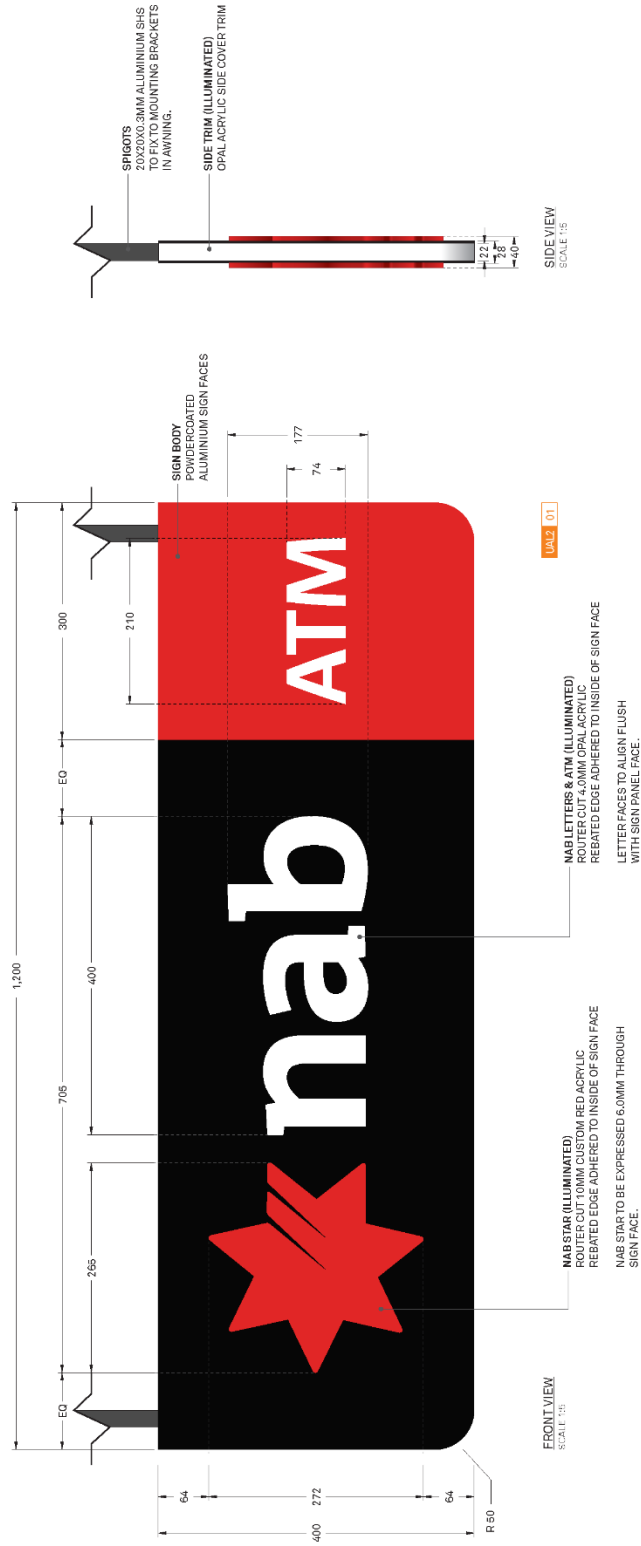 1,200
EQ
705
EQ
300
265
400
210
64
272
64
400
R 50
nab
ATM
74
177
SIGN BODY
POWDERCOATED
ALUMINIUM SIGN FACES
FRONT VIEW
SCALE 1:5
NAB STAR (ILLUMINATED)
ROUTER CUT 10MM CUSTOM RED ACRYLIC
REBATED EDGE ADHERED TO INSIDE OF SIGN FACE
NAB STAR TO BE EXPRESSED 6.0MM THROUGH
SIGN FACE.
NAB LETTERS & ATM (ILLUMINATED)
ROUTER CUT 4.0MM OPAL ACRYLIC
REBATED EDGE ADHERED TO INSIDE OF SIGN FACE
LETTER FACES TO ALIGN FLUSH
WITH SIGN PANEL FACE.
UAL2 01
SPIGOTS
20X20X0.3MM ALUMINIUM SHS
TO FIX TO MOUNTING BRACKETS
IN AWNING.
SIDE TRIM (ILLUMINATED)
OPAL ACRYLIC SIDE COVER TRIM
22
28
40
SIDE VIEW
SCALE 1:5